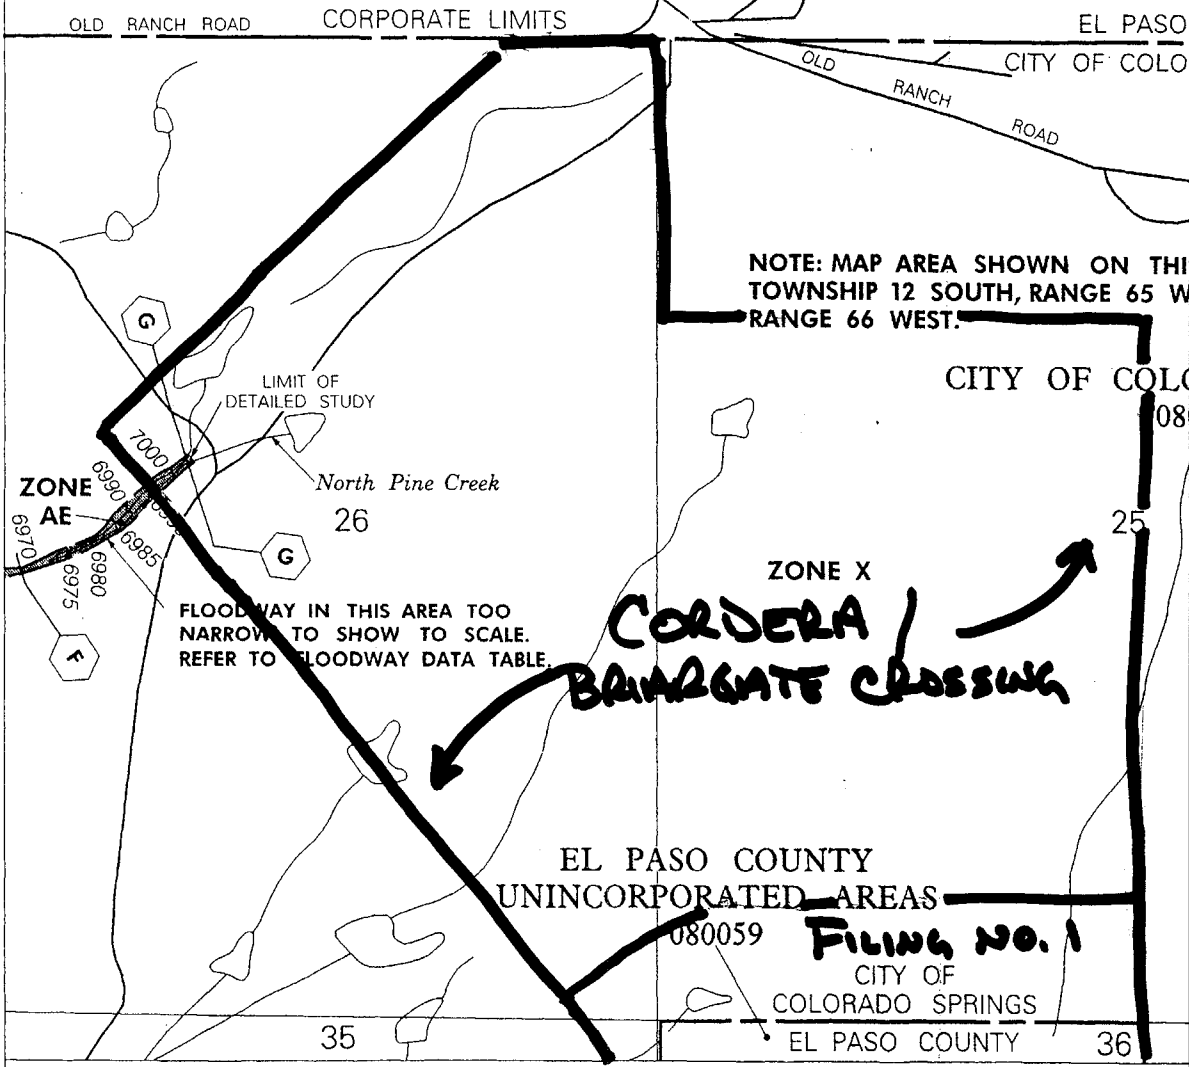 OLD RANCH ROAD
CORPORATE LIMITS
EL PASO
CITY OF COLO
OLD RANCH ROAD
NOTE: MAP AREA SHOWN ON THI
TOWNSHIP 12 SOUTH, RANGE 65 W
RANGE 66 WEST.
G
CITY OF COLO
08
LIMIT OF
DETAILED STUDY
7000
6990
ZONE
AE
North Pine Creek
26
25
6970
6985
6980
6975
G
ZONE X
FLOODWAY IN THIS AREA TOO
NARROW TO SHOW TO SCALE.
REFER TO FLOODWAY DATA TABLE.
F
CORDERA /
BRIARGATE CROSSING
EL PASO COUNTY
UNINCORPORATED AREAS
080059
FILING NO. 1
CITY OF
COLORADO SPRINGS
EL PASO COUNTY
35
36